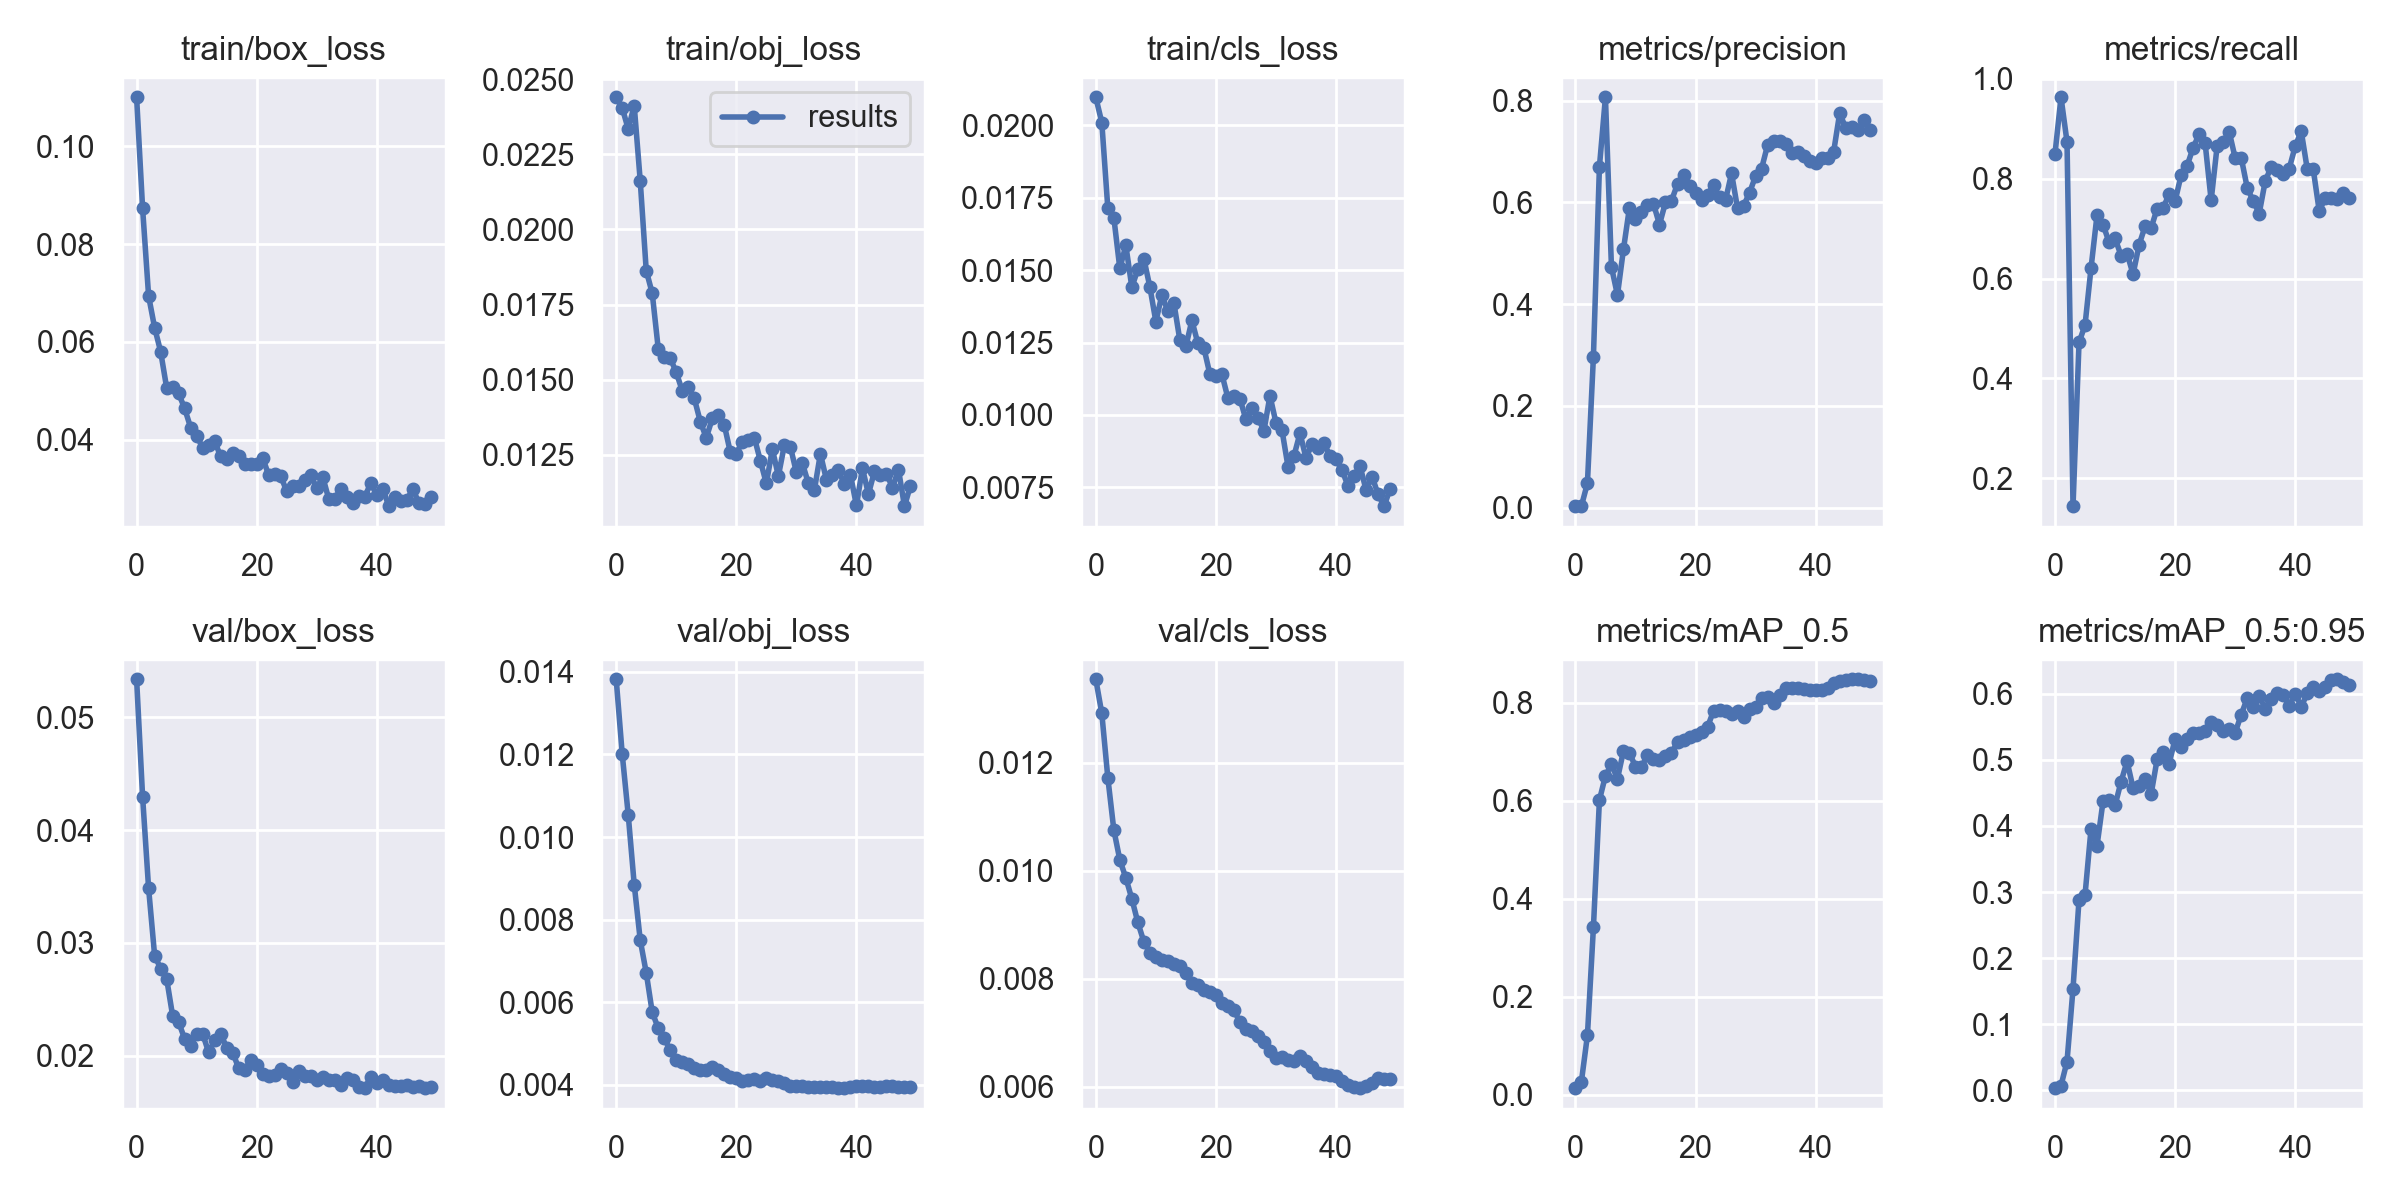 train/box_loss
0.10
0.08
0.06
0.04
0 20 40
train/obj_loss
results
0.0250
0.0225
0.0200
0.0175
0.0150
0.0125
0 20 40
train/cls_loss
0.0200
0.0175
0.0150
0.0125
0.0100
0.0075
0 20 40
metrics/precision
0.8
0.6
0.4
0.2
0.0
0 20 40
metrics/recall
1.0
0.8
0.6
0.4
0.2
0 20 40
val/box_loss
0.05
0.04
0.03
0.02
0 20 40
val/obj_loss
0.014
0.012
0.010
0.008
0.006
0.004
0 20 40
val/cls_loss
0.012
0.010
0.008
0.006
0 20 40
metrics/mAP_0.5
0.8
0.6
0.4
0.2
0.0
0 20 40
metrics/mAP_0.5:0.95
0.6
0.5
0.4
0.3
0.2
0.1
0.0
0 20 40